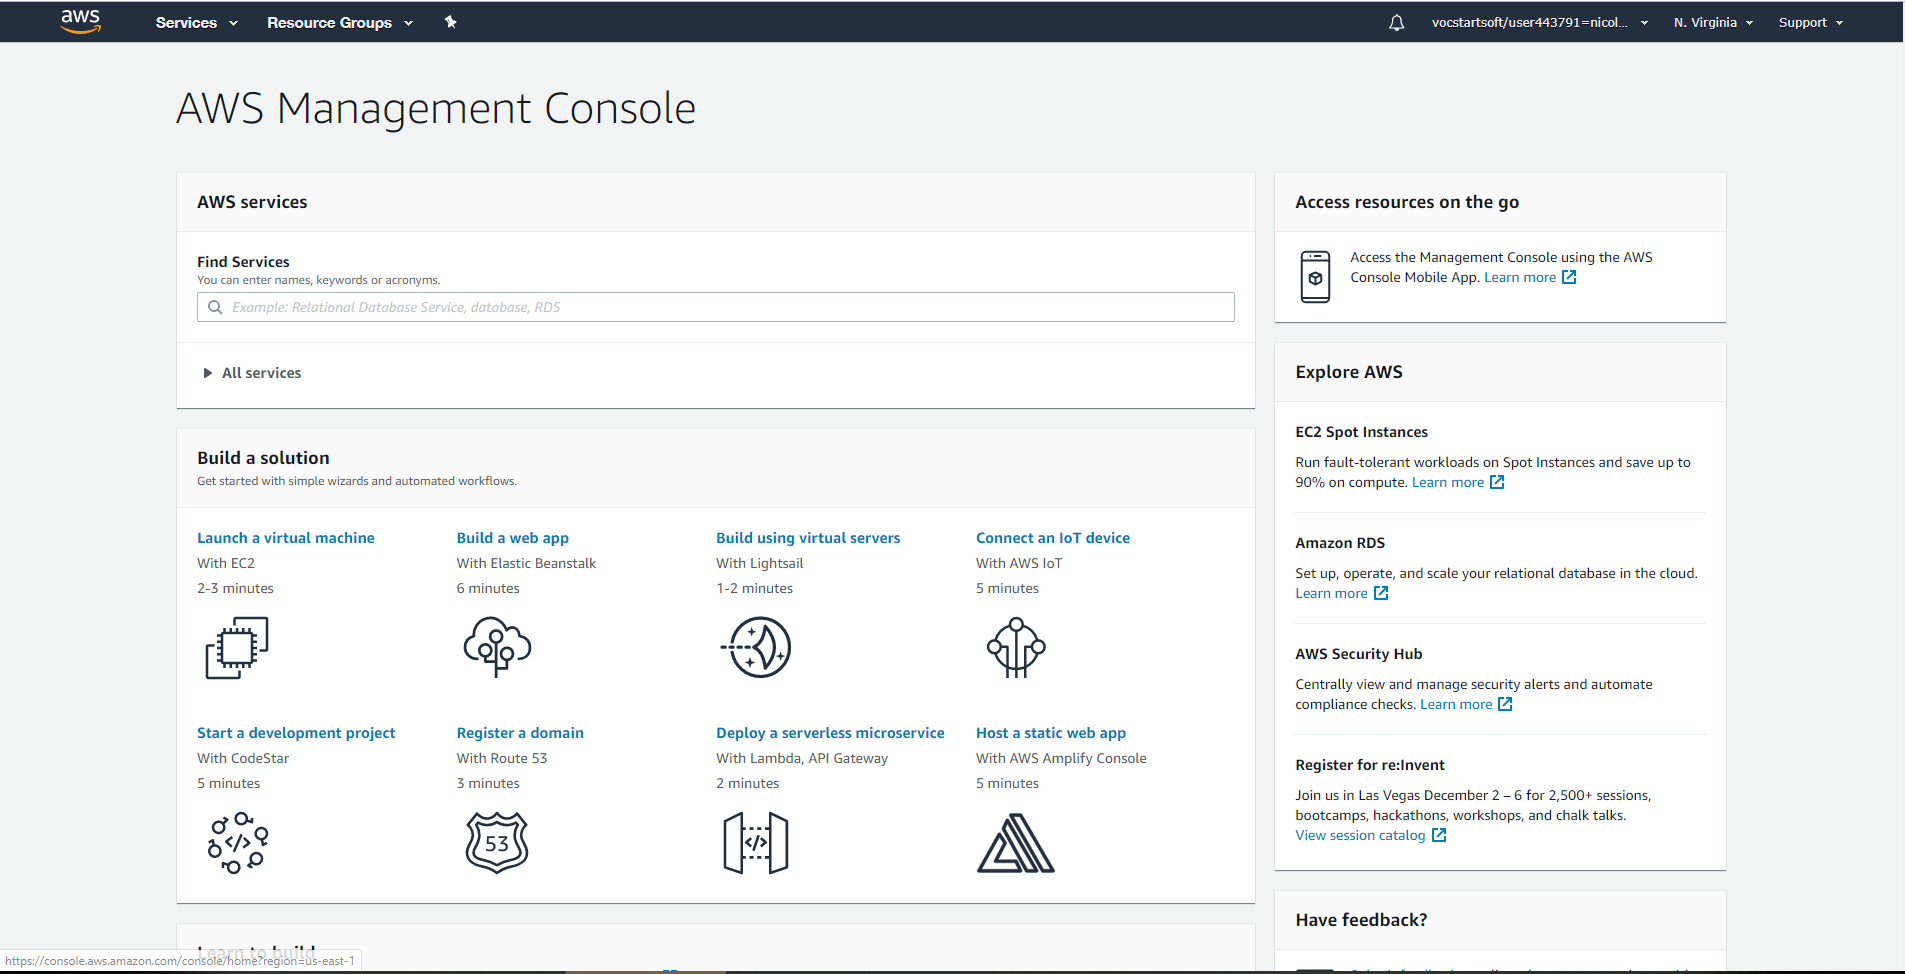 aws
Services
Resource Groups
vocstartsoft/user443791=nicol...
N. Virginia
Support
AWS Management Console
AWS services
Find Services
You can enter names, keywords or acronyms.
Example: Relational Database Service, database, RDS
All services
Build a solution
Get started with simple wizards and automated workflows.
Launch a virtual machine
With EC2
2-3 minutes
Build a web app
With Elastic Beanstalk
6 minutes
Build using virtual servers
With Lightsail
1-2 minutes
Connect an IoT device
With AWS IoT
5 minutes
Start a development project
With CodeStar
5 minutes
</>
Register a domain
With Route 53
3 minutes
53
Deploy a serverless microservice
With Lambda, API Gateway
2 minutes
</>
Host a static web app
With AWS Amplify Console
5 minutes
Learn to build
Access resources on the go
Access the Management Console using the AWS
Console Mobile App. Learn more
Explore AWS
EC2 Spot Instances
Run fault-tolerant workloads on Spot Instances and save up to
90% on compute. Learn more
Amazon RDS
Set up, operate, and scale your relational database in the cloud.
Learn more
AWS Security Hub
Centrally view and manage security alerts and automate
compliance checks. Learn more
Register for re:Invent
Join us in Las Vegas December 2 – 6 for 2,500+ sessions,
bootcamps, hackathons, workshops, and chalk talks.
View session catalog
Have feedback?
https://console.aws.amazon.com/console/home?region=us-east-1